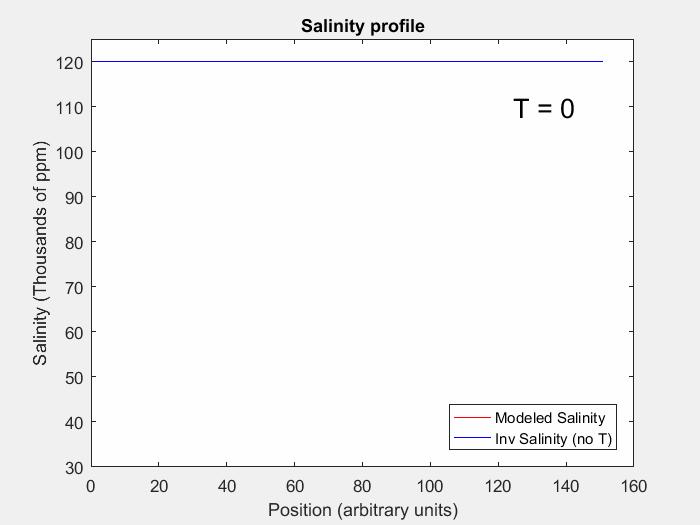 Salinity profile
120
110
100
90
80
70
60
50
40
30
Salinity (Thousands of ppm)
T = 0
Modeled Salinity
Inv Salinity (no T)
0 20 40 60 80 100 120 140 160
Position (arbitrary units)